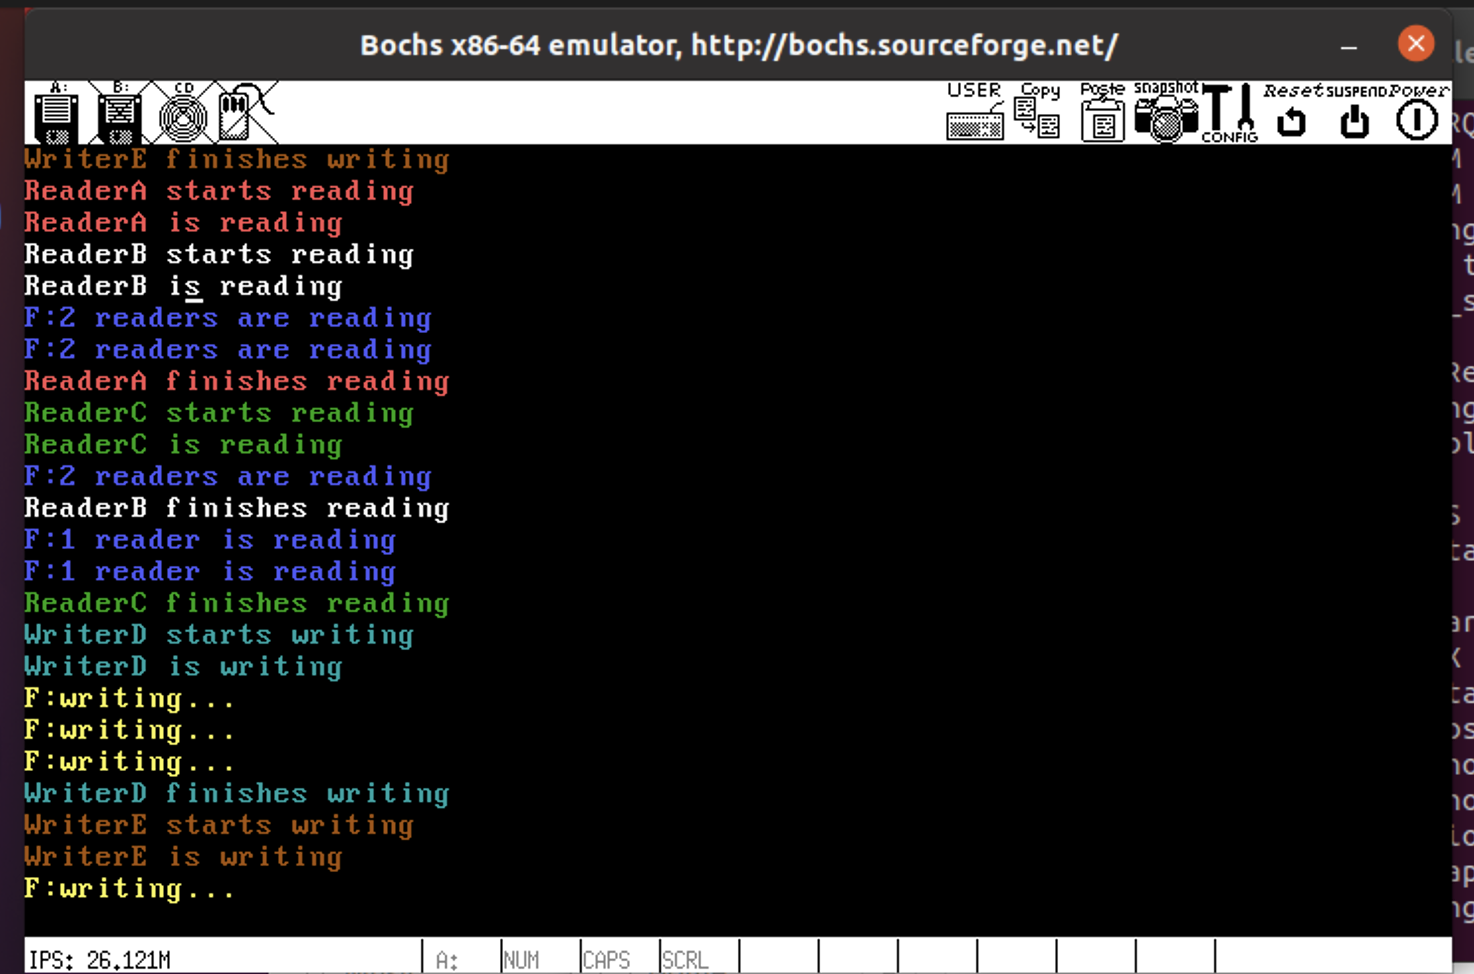 Bochs x86-64 emulator, http://bochs.sourceforge.net/
A: B: CD USER Copy Paste snapshot CONFIG Reset SUSPEND Power
WriterE finishes writing
ReaderA starts reading
ReaderA is reading
ReaderB starts reading
ReaderB is reading
F:2 readers are reading
F:2 readers are reading
ReaderA finishes reading
ReaderC starts reading
ReaderC is reading
F:2 readers are reading
ReaderB finishes reading
F:1 reader is reading
F:1 reader is reading
ReaderC finishes reading
WriterD starts writing
WriterD is writing
F:writing...
F:writing...
F:writing...
WriterD finishes writing
WriterE starts writing
WriterE is writing
F:writing...
IPS: 26.121M A: NUM CAPS SCRL